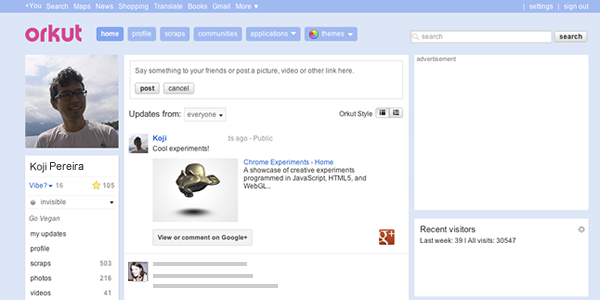 +You Search Maps News Shopping Translate Books Gmail More ▾ | settings | sign out
orkut home profile scraps communities applications ▾ themes ▾ search search
advertisement
Say something to your friends or post a picture, video or other link here.
post cancel
Updates from: everyone ▾ Orkut Style
Koji ts ago - Public
Cool experiments!
Chrome Experiments - Home
A showcase of creative experiments
programmed in JavaScript, HTML5, and
WebGL..
View or comment on Google+
g+
Koji Pereira
Vibe? ▾ 16 105
invisible ▾
Go Vegan
my updates
profile
scraps 503
photos 216
videos 41
Recent visitors
Last week: 39 | All visits: 30547